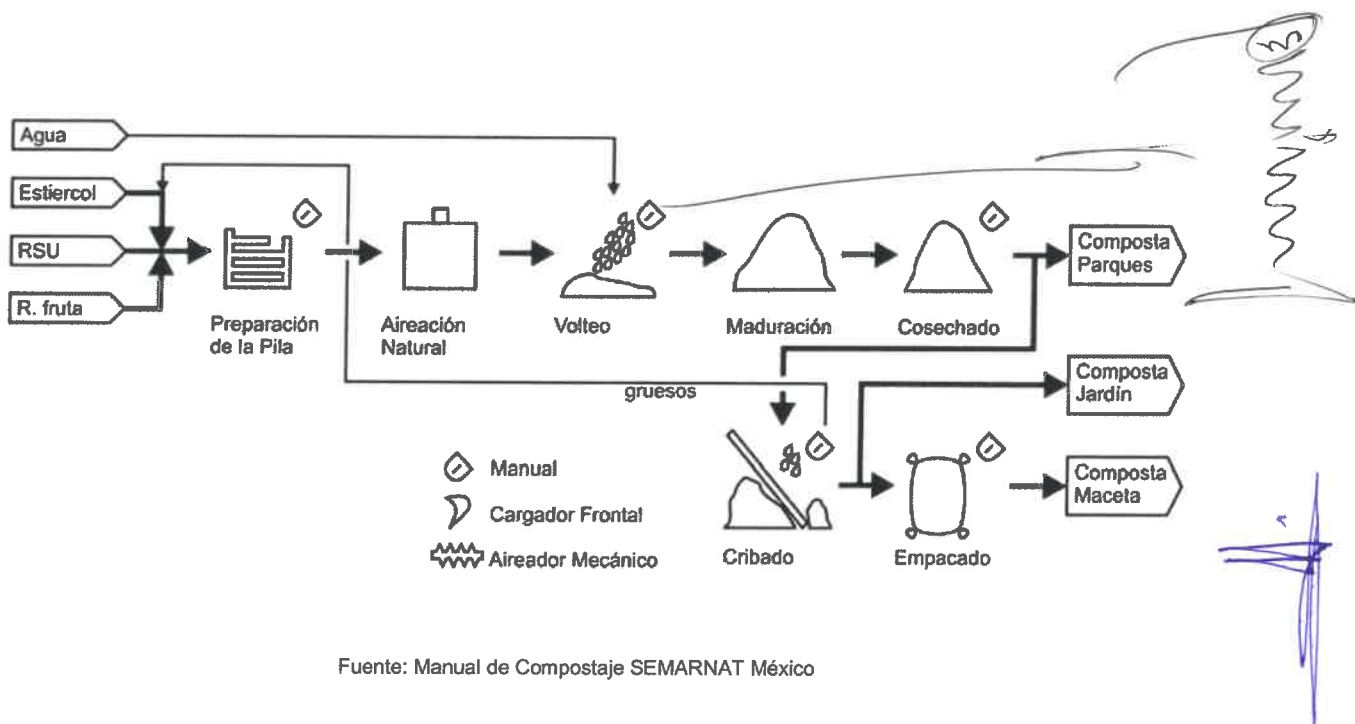 Agua
Estiercol
RSU
R. fruta
Preparación
de la Pila
Aireación
Natural
Volteo
Maduración
Cosechado
Composta
Parques
gruesos
Composta
Jardín
Manual
Cargador Frontal
Aireador Mecánico
Cribado
Empacado
Composta
Maceta
Fuente: Manual de Compostaje SEMARNAT México